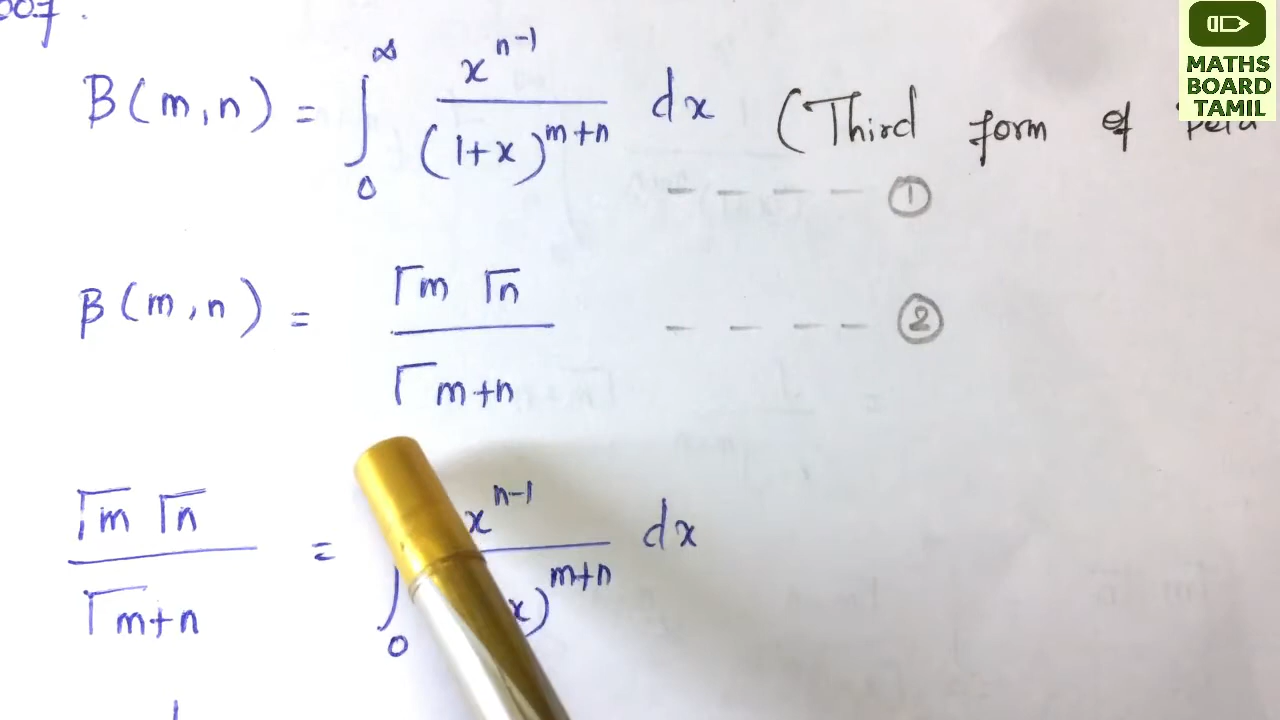 oof.
MATHS BOARD TAMIL
β(m,n) = ∫₀^∞ x^(n-1) / (1+x)^(m+n) dx (Third form of
- - - - ①
β(m,n) = Γm Γn / Γm+n - - - - ②
Γm Γn / Γm+n = ∫₀ x^(n-1) / x)^(m+n) dx